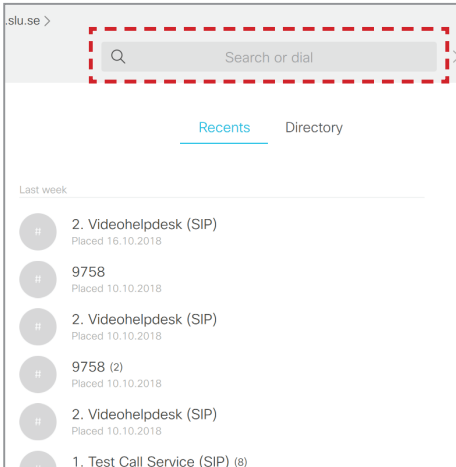 .slu.se >
Search or dial
Recents Directory
Last week
# 2. Videohelpdesk (SIP)
Placed 16.10.2018
# 9758
Placed 10.10.2018
# 2. Videohelpdesk (SIP)
Placed 10.10.2018
# 9758 (2)
Placed 10.10.2018
# 2. Videohelpdesk (SIP)
Placed 10.10.2018
# 1. Test Call Service (SIP) (8)